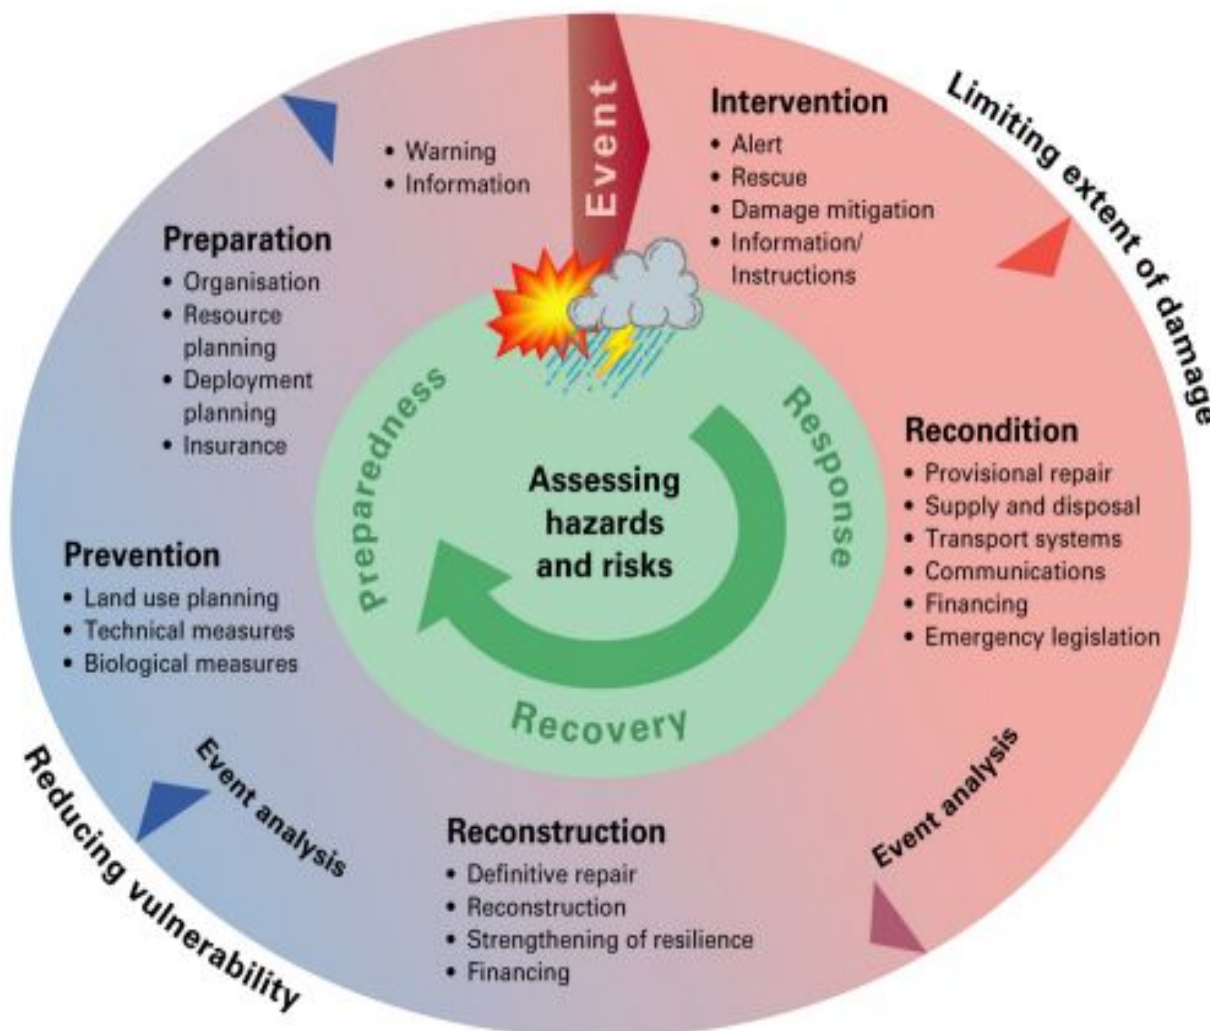 Event
Intervention
• Alert
• Rescue
• Damage mitigation
• Information/
Instructions
Limiting extent of damage
• Warning
• Information
Preparation
• Organisation
• Resource
planning
• Deployment
planning
• Insurance
Preparedness
Response
Recovery
Assessing
hazards
and risks
Recondition
• Provisional repair
• Supply and disposal
• Transport systems
• Communications
• Financing
• Emergency legislation
Prevention
• Land use planning
• Technical measures
• Biological measures
Event analysis
Reducing vulnerability
Reconstruction
• Definitive repair
• Reconstruction
• Strengthening of resilience
• Financing
Event analysis